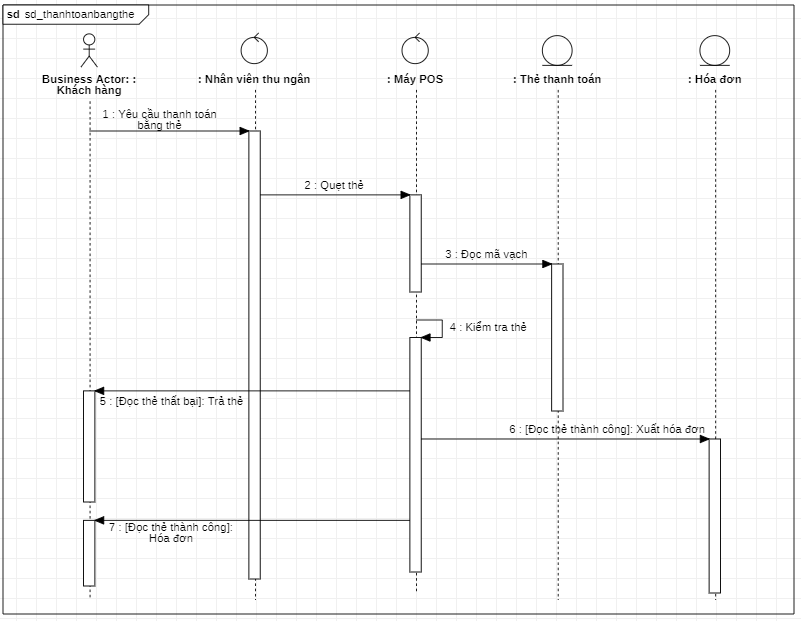 sd sd_thanhtoanbangthe
Business Actor: :
Khách hàng
: Nhân viên thu ngân
: Máy POS
: Thẻ thanh toán
: Hóa đơn
1 : Yêu cầu thanh toán
bằng thẻ
2 : Quẹt thẻ
3 : Đọc mã vạch
4 : Kiểm tra thẻ
5 : [Đọc thẻ thất bại]: Trả thẻ
6 : [Đọc thẻ thành công]: Xuất hóa đơn
7 : [Đọc thẻ thành công]:
Hóa đơn